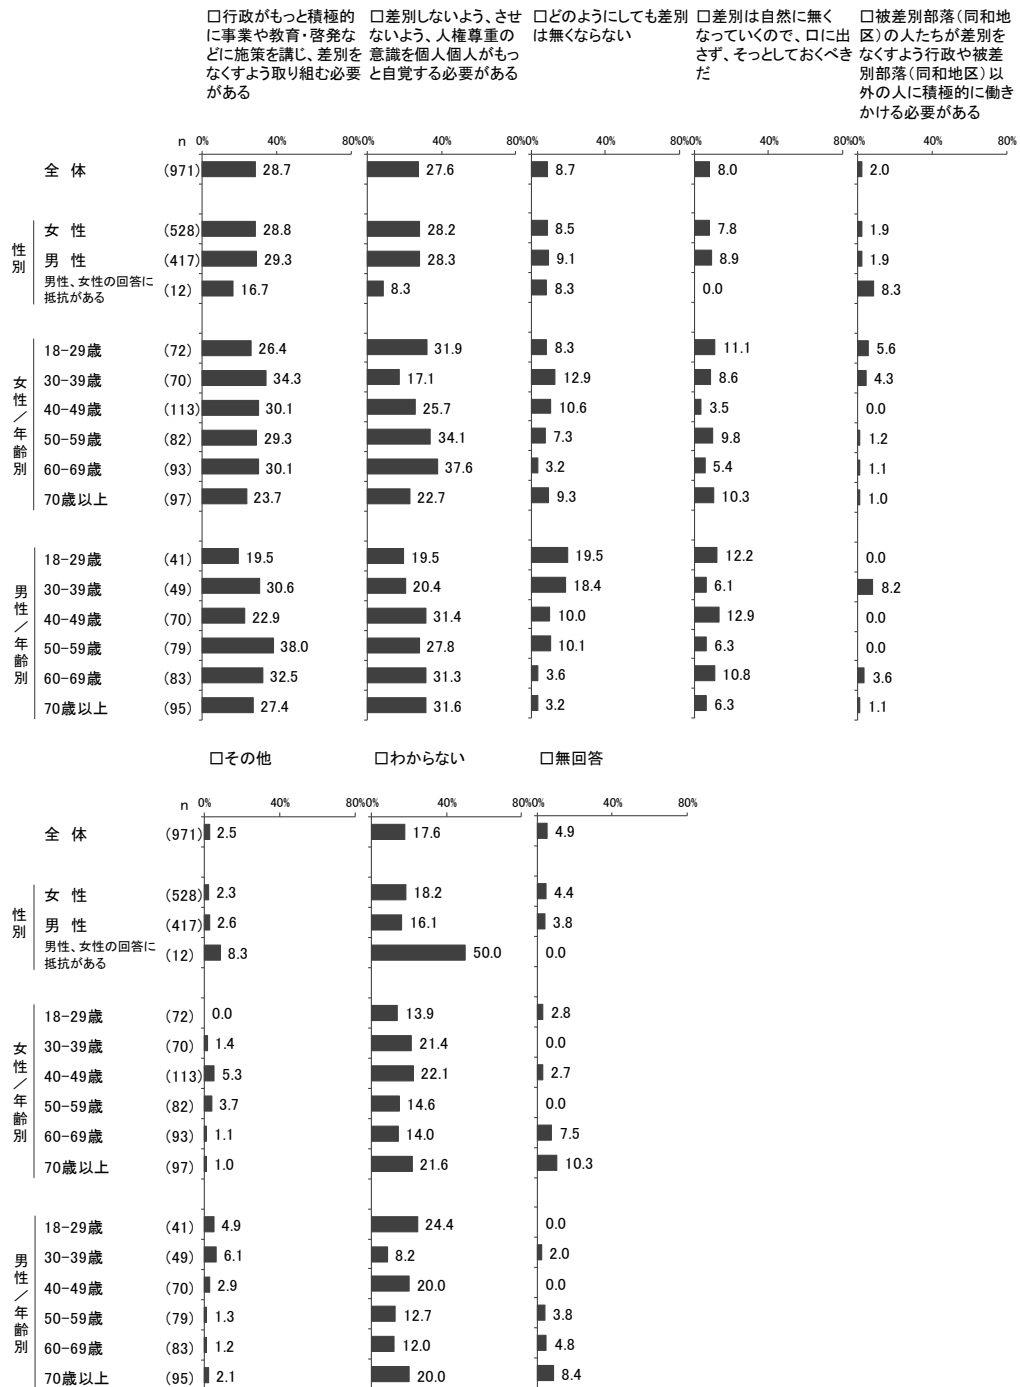 □行政がもっと積極的
に事業や教育・啓発な
どに施策を講じ、差別を
なくすよう取り組む必要
がある
□差別しないよう、させ
ないよう、人権尊重の
意識を個人個人がもっ
と自覚する必要がある
□どのようにしても差別
は無くならない
□差別は自然に無く
なっていくので、口に出
さず、そっとしておくべき
だ
□被差別部落(同和地
区)の人たちが差別を
なくすよう行政や被差
別部落(同和地区)以
外の人に積極的に働き
かける必要がある
n 0% 40% 80% 0% 40% 80% 0% 40% 80% 0% 40% 80% 0% 40% 80%
全 体 (971) 28.7 27.6 8.7 8.0 2.0
性別
女 性 (528) 28.8 28.2 8.5 7.8 1.9
男 性 (417) 29.3 28.3 9.1 8.9 1.9
男性、女性の回答に
抵抗がある (12) 16.7 8.3 8.3 0.0 8.3
女性/年齢別
18-29歳 (72) 26.4 31.9 8.3 11.1 5.6
30-39歳 (70) 34.3 17.1 12.9 8.6 4.3
40-49歳 (113) 30.1 25.7 10.6 3.5 0.0
50-59歳 (82) 29.3 34.1 7.3 9.8 1.2
60-69歳 (93) 30.1 37.6 3.2 5.4 1.1
70歳以上 (97) 23.7 22.7 9.3 10.3 1.0
男性/年齢別
18-29歳 (41) 19.5 19.5 19.5 12.2 0.0
30-39歳 (49) 30.6 20.4 18.4 6.1 8.2
40-49歳 (70) 22.9 31.4 10.0 12.9 0.0
50-59歳 (79) 38.0 27.8 10.1 6.3 0.0
60-69歳 (83) 32.5 31.3 3.6 10.8 3.6
70歳以上 (95) 27.4 31.6 3.2 6.3 1.1
□その他 □わからない □無回答
n 0% 40% 80% 0% 40% 80% 0% 40% 80%
全 体 (971) 2.5 17.6 4.9
性別
女 性 (528) 2.3 18.2 4.4
男 性 (417) 2.6 16.1 3.8
男性、女性の回答に
抵抗がある (12) 8.3 50.0 0.0
女性/年齢別
18-29歳 (72) 0.0 13.9 2.8
30-39歳 (70) 1.4 21.4 0.0
40-49歳 (113) 5.3 22.1 2.7
50-59歳 (82) 3.7 14.6 0.0
60-69歳 (93) 1.1 14.0 7.5
70歳以上 (97) 1.0 21.6 10.3
男性/年齢別
18-29歳 (41) 4.9 24.4 0.0
30-39歳 (49) 6.1 8.2 2.0
40-49歳 (70) 2.9 20.0 0.0
50-59歳 (79) 1.3 12.7 3.8
60-69歳 (83) 1.2 12.0 4.8
70歳以上 (95) 2.1 20.0 8.4